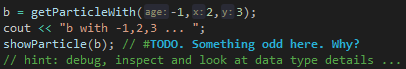 b = getParticleWith(age:-1,x:2,y:3);
cout << "b with -1,2,3 ... ";
showParticle(b); // #TODO. Something odd here. Why?
// hint: debug, inspect and look at data type details ...